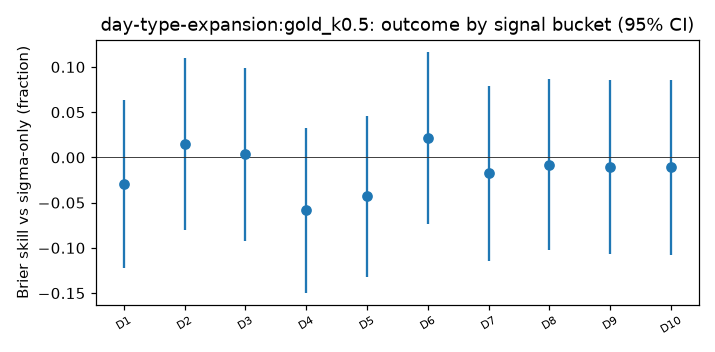 day-type-expansion:gold_k0.5: outcome by signal bucket (95% CI)
Brier skill vs sigma-only (fraction)
0.10
0.05
0.00
−0.05
−0.10
−0.15
D1 D2 D3 D4 D5 D6 D7 D8 D9 D10